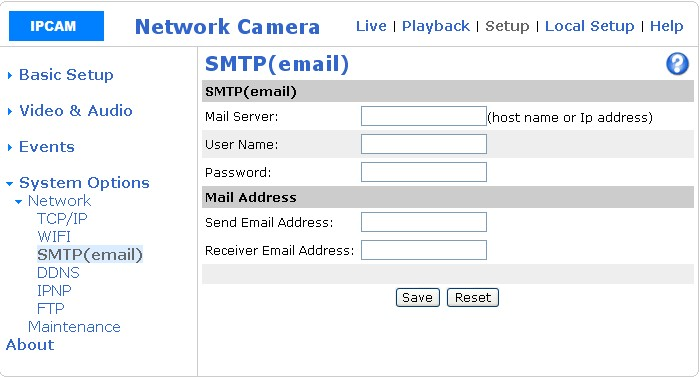 IPCAM
Network Camera
Live | Playback | Setup | Local Setup | Help
Basic Setup
Video & Audio
Events
System Options
Network
TCP/IP
WIFI
SMTP(email)
DDNS
IPNP
FTP
Maintenance
About
SMTP(email)
?
SMTP(email)
Mail Server: (host name or Ip address)
User Name:
Password:
Mail Address
Send Email Address:
Receiver Email Address:
Save Reset